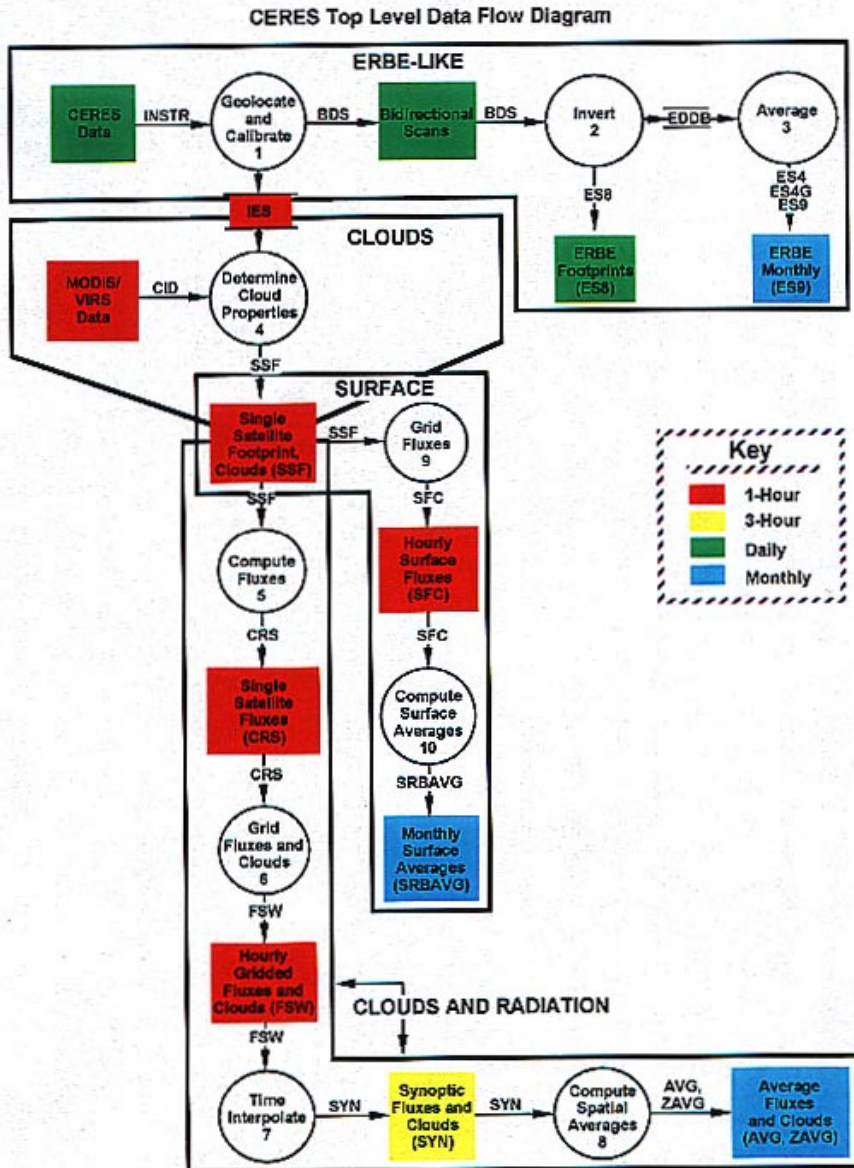 CERES Top Level Data Flow Diagram
ERBE-LIKE
CERES
Data
INSTR
Geolocate
and
Calibrate
1
BDS
Bidirectional
Scans
BDS
Invert
2
EDDB
Average
3
IES
ES8
ES4
ES4G
ES9
ERBE
Footprints
(ES8)
ERBE
Monthly
(ES9)
CLOUDS
MODIS/
VIRS
Data
CID
Determine
Cloud
Properties
4
SSF
SURFACE
Single
Satellite
Footprint,
Clouds (SSF)
SSF
Grid
Fluxes
9
SSF
SFC
Compute
Fluxes
5
Hourly
Surface
Fluxes
(SFC)
CRS
SFC
Single
Satellite
Fluxes
(CRS)
Compute
Surface
Averages
10
CRS
SRBAVG
Grid
Fluxes and
Clouds
6
Monthly
Surface
Averages
(SRBAVG)
FSW
Hourly
Gridded
Fluxes and
Clouds (FSW)
CLOUDS AND RADIATION
FSW
Time
Interpolate
7
SYN
Synoptic
Fluxes and
Clouds
(SYN)
SYN
Compute
Spatial
Averages
8
AVG,
ZAVG
Average
Fluxes
and Clouds
(AVG, ZAVG)
Key
1-Hour
3-Hour
Daily
Monthly